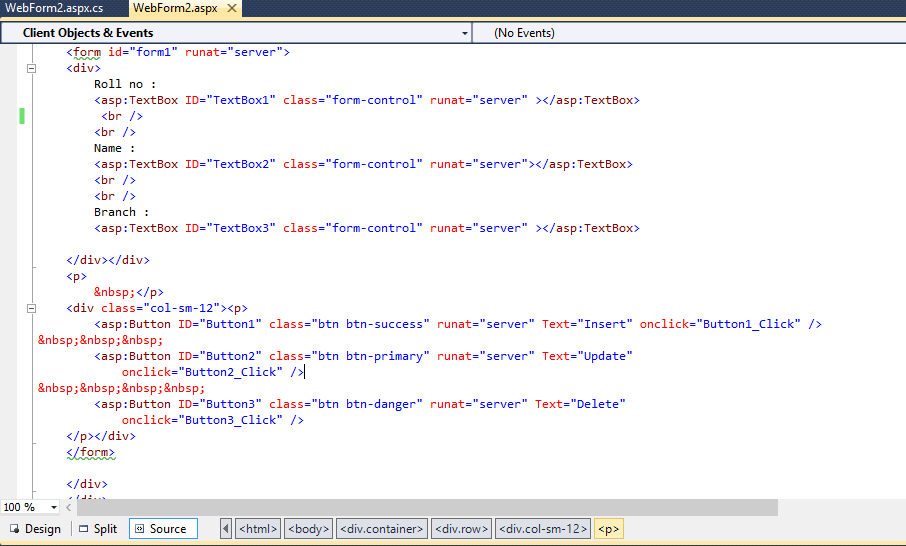 WebForm2.aspx.cs WebForm2.aspx
Client Objects & Events (No Events)
<form id="form1" runat="server">
<div>
Roll no :
<asp:TextBox ID="TextBox1" class="form-control" runat="server" ></asp:TextBox>
<br />
<br />
Name :
<asp:TextBox ID="TextBox2" class="form-control" runat="server"></asp:TextBox>
<br />
<br />
Branch :
<asp:TextBox ID="TextBox3" class="form-control" runat="server" ></asp:TextBox>
</div></div>
<p>
&nbsp;</p>
<div class="col-sm-12"><p>
<asp:Button ID="Button1" class="btn btn-success" runat="server" Text="Insert" onclick="Button1_Click" />
&nbsp;&nbsp;&nbsp;
<asp:Button ID="Button2" class="btn btn-primary" runat="server" Text="Update"
onclick="Button2_Click" />
&nbsp;&nbsp;&nbsp;&nbsp;
<asp:Button ID="Button3" class="btn btn-danger" runat="server" Text="Delete"
onclick="Button3_Click" />
</p></div>
</form>
</div>
</div>
100 %
Design Split Source <html> <body> <div.container> <div.row> <div.col-sm-12> <p>